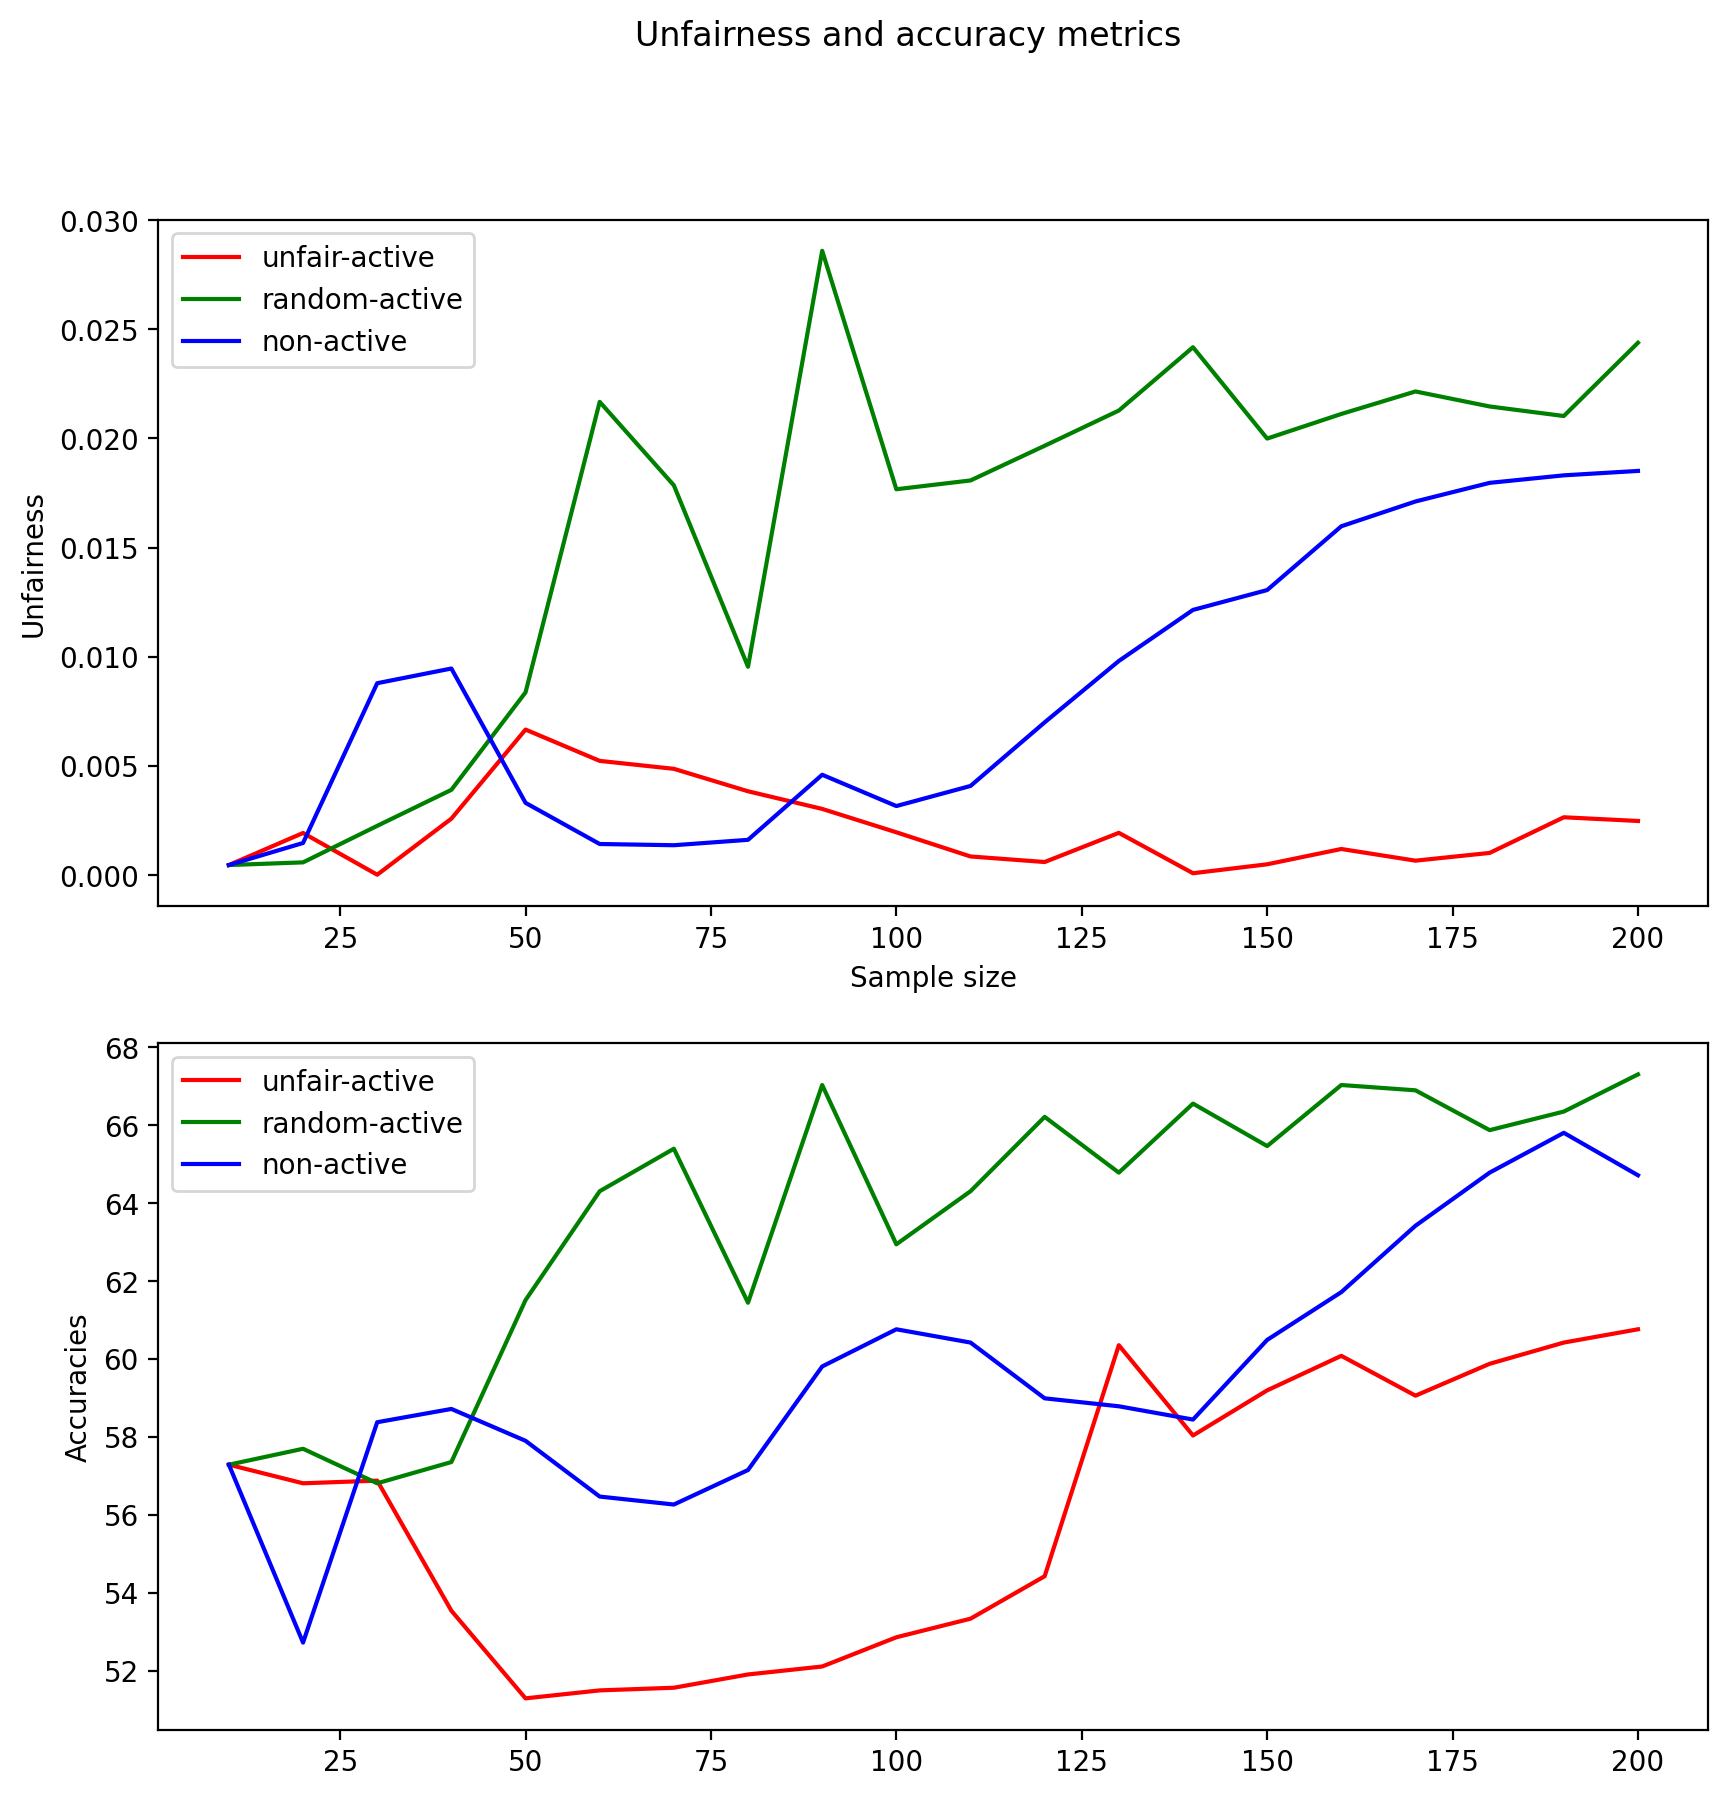 Unfairness and accuracy metrics
0.030
0.025
0.020
0.015
0.010
0.005
0.000
Unfairness
unfair-active
random-active
non-active
25 50 75 100 125 150 175 200
Sample size
68
66
64
62
60
58
56
54
52
Accuracies
unfair-active
random-active
non-active
25 50 75 100 125 150 175 200